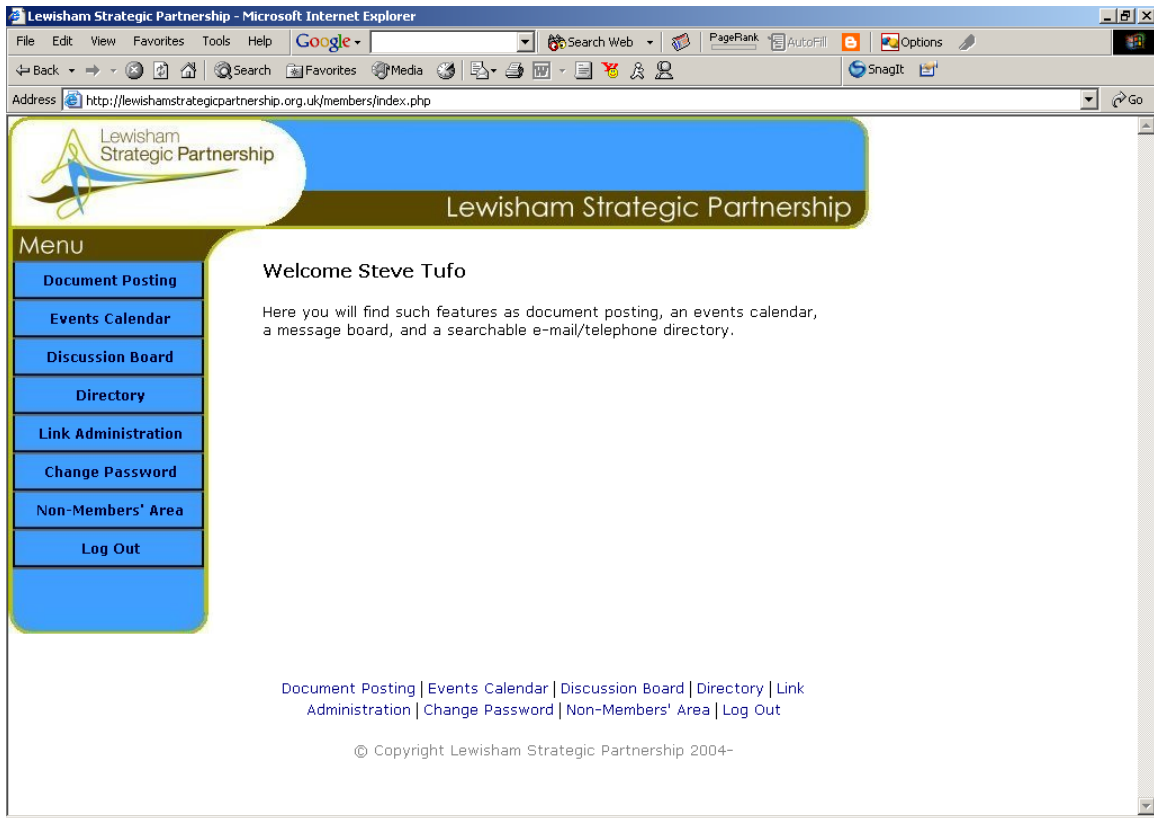 Lewisham Strategic Partnership - Microsoft Internet Explorer
File Edit View Favorites Tools Help Google Search Web PageRank AutoFill Options
Back Search Favorites Media SnagIt
Address http://lewishamstrategicpartnership.org.uk/members/index.php Go
Lewisham
Strategic Partnership
Lewisham Strategic Partnership
Menu
Document Posting
Events Calendar
Discussion Board
Directory
Link Administration
Change Password
Non-Members' Area
Log Out
Welcome Steve Tufo
Here you will find such features as document posting, an events calendar,
a message board, and a searchable e-mail/telephone directory.
Document Posting | Events Calendar | Discussion Board | Directory | Link
Administration | Change Password | Non-Members' Area | Log Out
© Copyright Lewisham Strategic Partnership 2004-